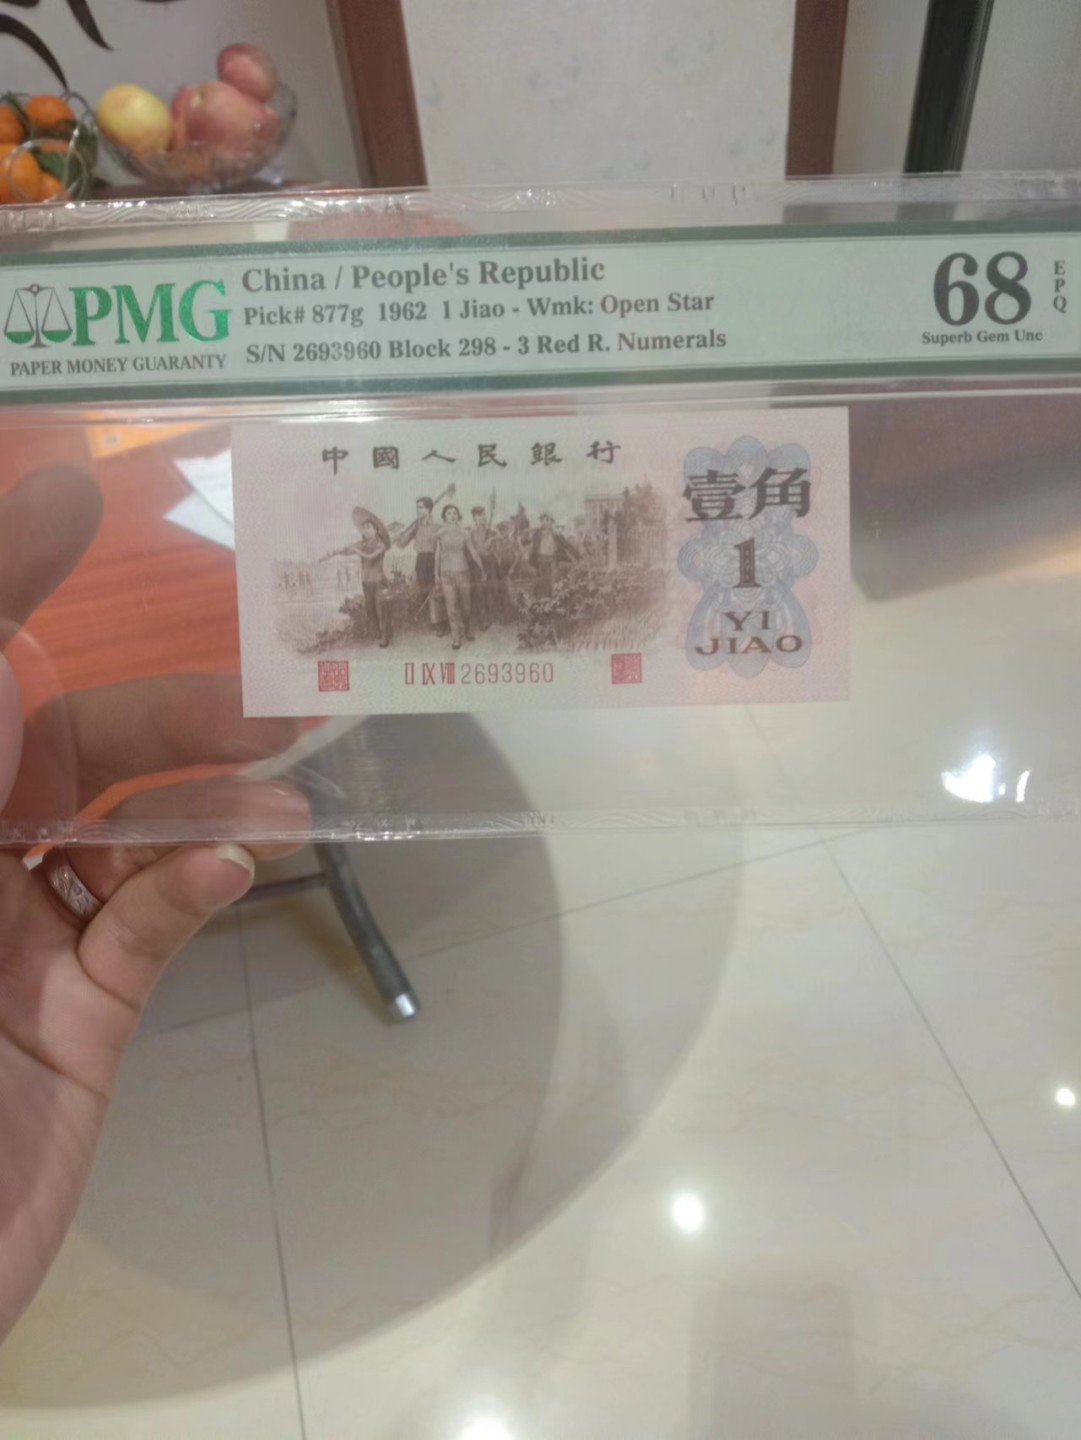 PMG
PAPER MONEY GUARANTY
China / People's Republic
Pick# 877g 1962 1 Jiao - Wmk: Open Star
S/N 2693960 Block 298 - 3 Red R. Numerals
68
EPQ
Superb Gem Unc
中國人民銀行
壹角
1
YI
JIAO
II IX VIII 2693960